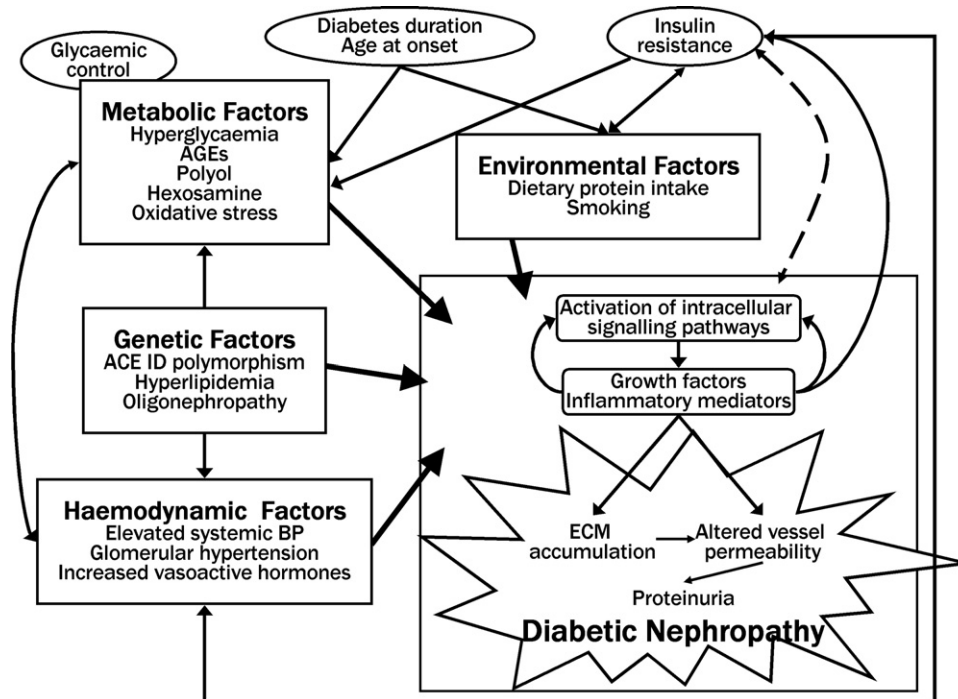 Glycaemic
control
Diabetes duration
Age at onset
Insulin
resistance
Metabolic Factors
Hyperglycaemia
AGEs
Polyol
Hexosamine
Oxidative stress
Environmental Factors
Dietary protein intake
Smoking
Genetic Factors
ACE ID polymorphism
Hyperlipidemia
Oligonephropathy
Activation of intracellular
signalling pathways
Growth factors
Inflammatory mediators
Haemodynamic Factors
Elevated systemic BP
Glomerular hypertension
Increased vasoactive hormones
ECM
accumulation
Altered vessel
permeability
Proteinuria
Diabetic Nephropathy